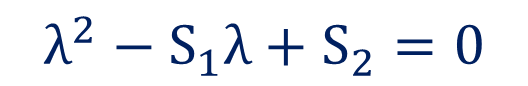 λ² − S₁λ + S₂ = 0